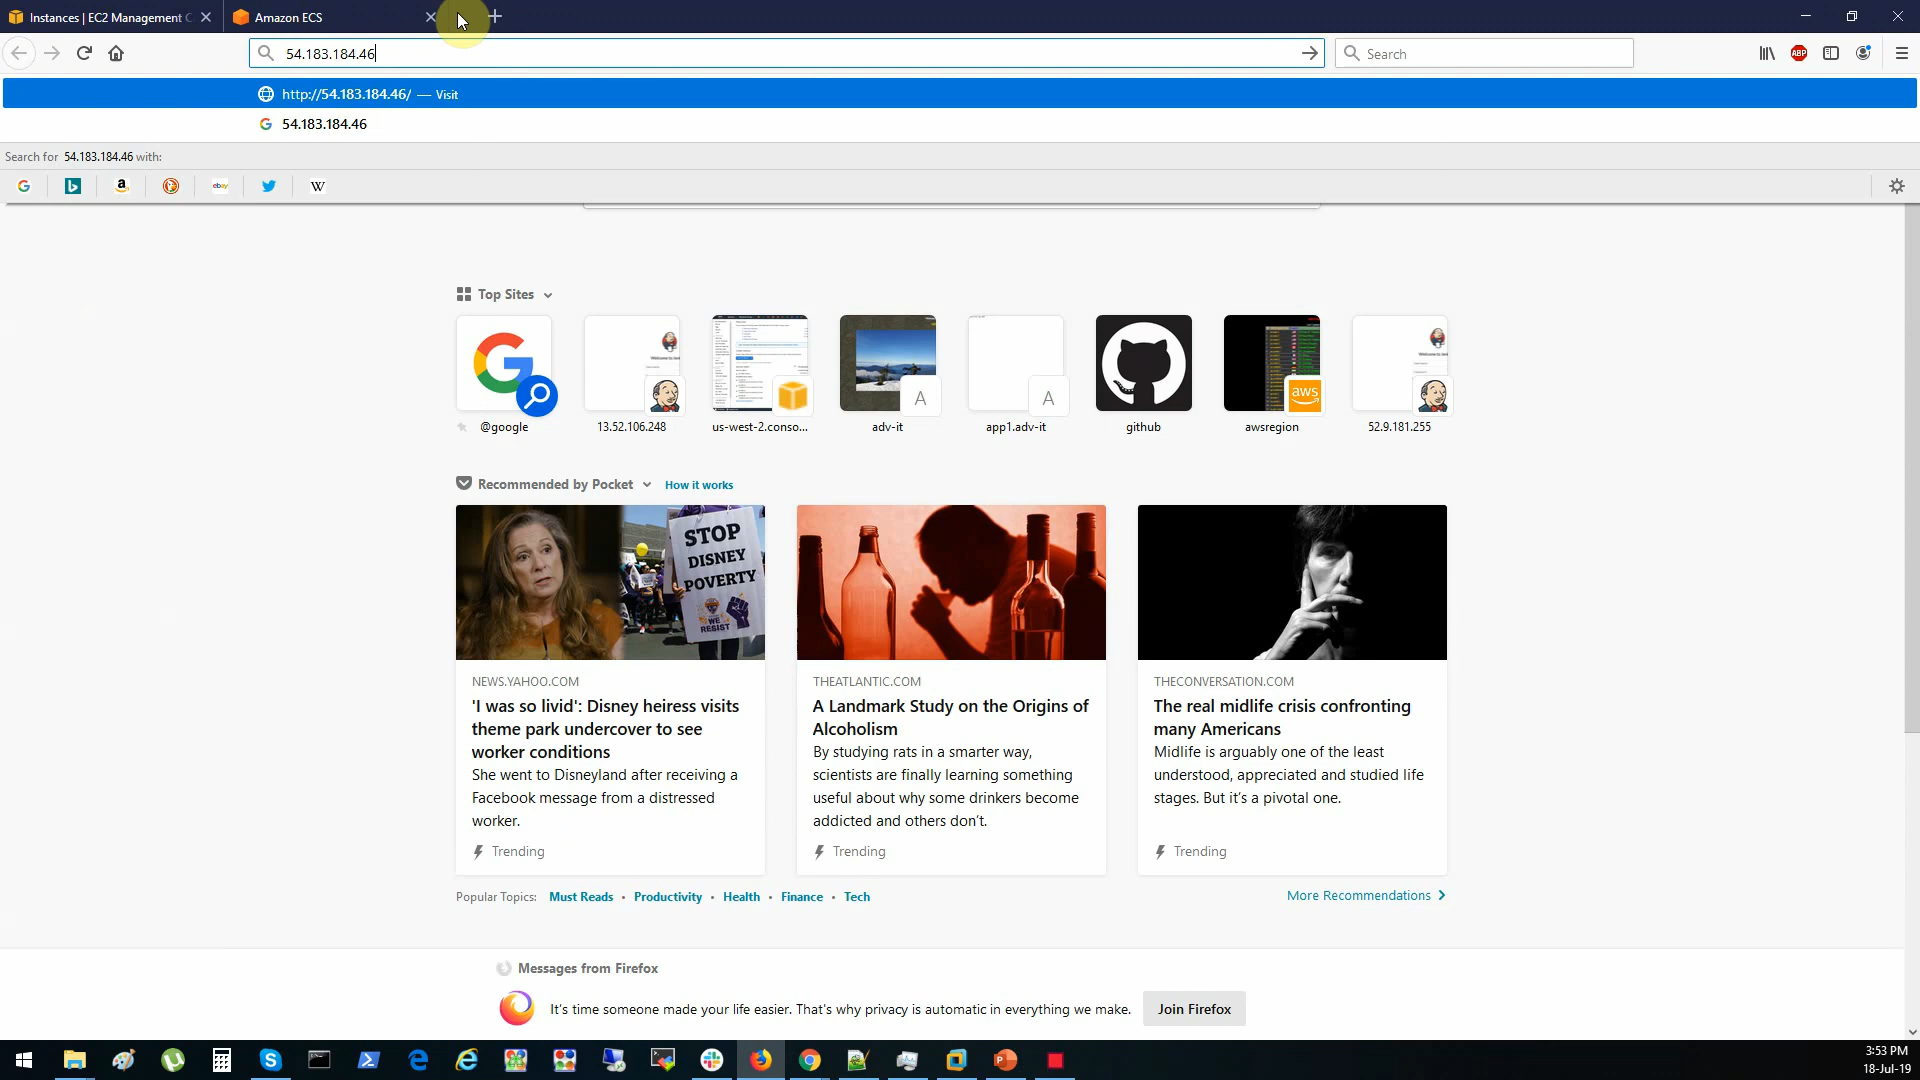 Instances | EC2 Management C
Amazon ECS
54.183.184.46
Search
http://54.183.184.46/ — Visit
54.183.184.46
Search for 54.183.184.46 with:
a
ebay
W
ABP
Top Sites
A
A
aws
@google
13.52.106.248
us-west-2.conso...
adv-it
app1.adv-it
github
awsregion
52.9.181.255
Recommended by Pocket
How it works
STOP
DISNEY
POVERTY
WE
RESIST
NEWS.YAHOO.COM
'I was so livid': Disney heiress visits
theme park undercover to see
worker conditions
She went to Disneyland after receiving a
Facebook message from a distressed
worker.
Trending
THEATLANTIC.COM
A Landmark Study on the Origins of
Alcoholism
By studying rats in a smarter way,
scientists are finally learning something
useful about why some drinkers become
addicted and others don't.
Trending
THECONVERSATION.COM
The real midlife crisis confronting
many Americans
Midlife is arguably one of the least
understood, appreciated and studied life
stages. But it's a pivotal one.
Trending
Popular Topics: Must Reads • Productivity • Health • Finance • Tech
More Recommendations
Messages from Firefox
It's time someone made your life easier. That's why privacy is automatic in everything we make.
Join Firefox
3:53 PM
18-Jul-19